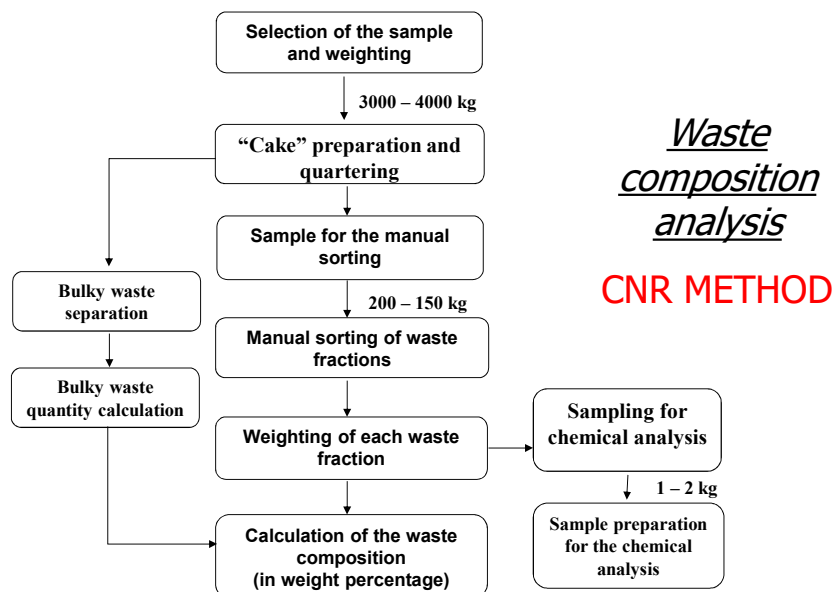 Selection of the sample
and weighting
3000 – 4000 kg
“Cake” preparation and
quartering
Sample for the manual
sorting
200 – 150 kg
Bulky waste
separation
Manual sorting of waste
fractions
Bulky waste
quantity calculation
Weighting of each waste
fraction
Sampling for
chemical analysis
1 – 2 kg
Calculation of the waste
composition
(in weight percentage)
Sample preparation
for the chemical
analysis
Waste
composition
analysis
CNR METHOD